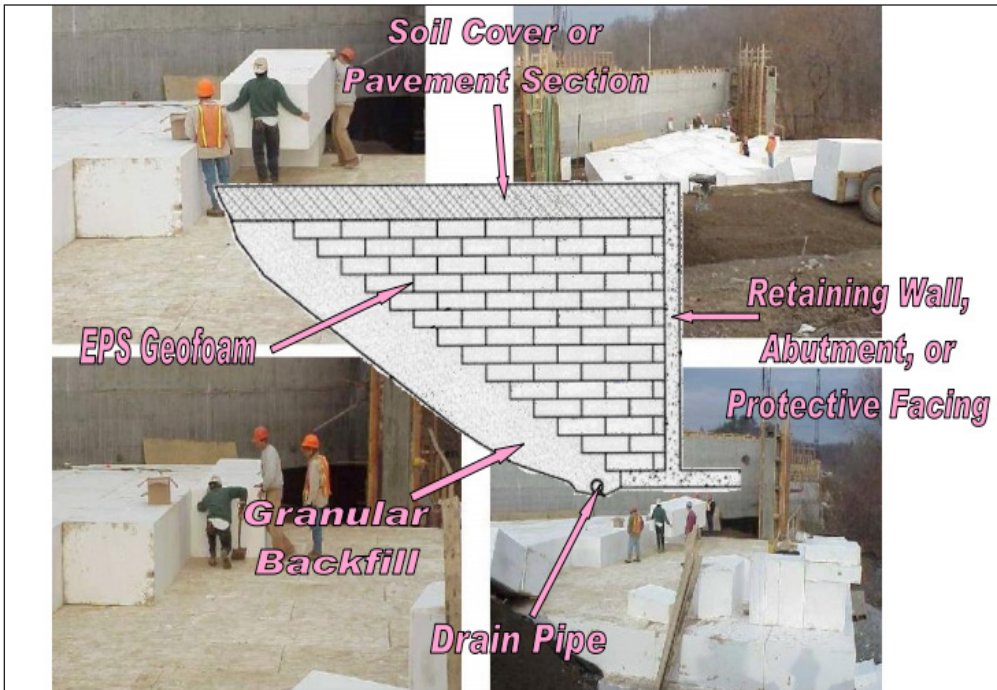 Soil Cover or
Pavement Section
EPS Geofoam
Retaining Wall,
Abutment, or
Protective Facing
Granular
Backfill
Drain Pipe